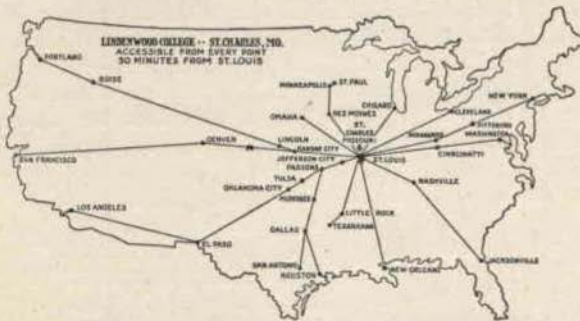 LINDENWOOD COLLEGE -- ST. CHARLES, MO.
ACCESSIBLE FROM EVERY POINT
30 MINUTES FROM ST. LOUIS
PORTLAND
BOISE
MINNEAPOLIS
ST. PAUL
DES MOINES
CHICAGO
NEW YORK
OMAHA
CLEVELAND
PITTSBURG
WASHINGTON
ST. CHARLES MISSOURI
INDIANAPOLIS
CINCINNATTI
SAN FRANCISCO
DENVER
LINCOLN
KANSAS CITY
JEFFERSON CITY
ST. LOUIS
PARSONS
TULSA
OKLAHOMA CITY
MUSKOGEE
NASHVILLE
LOS ANGELES
EL PASO
LITTLE ROCK
TEXARKANA
DALLAS
SAN ANTONIO
HOUSTON
NEW ORLEANS
JACKSONVILLE